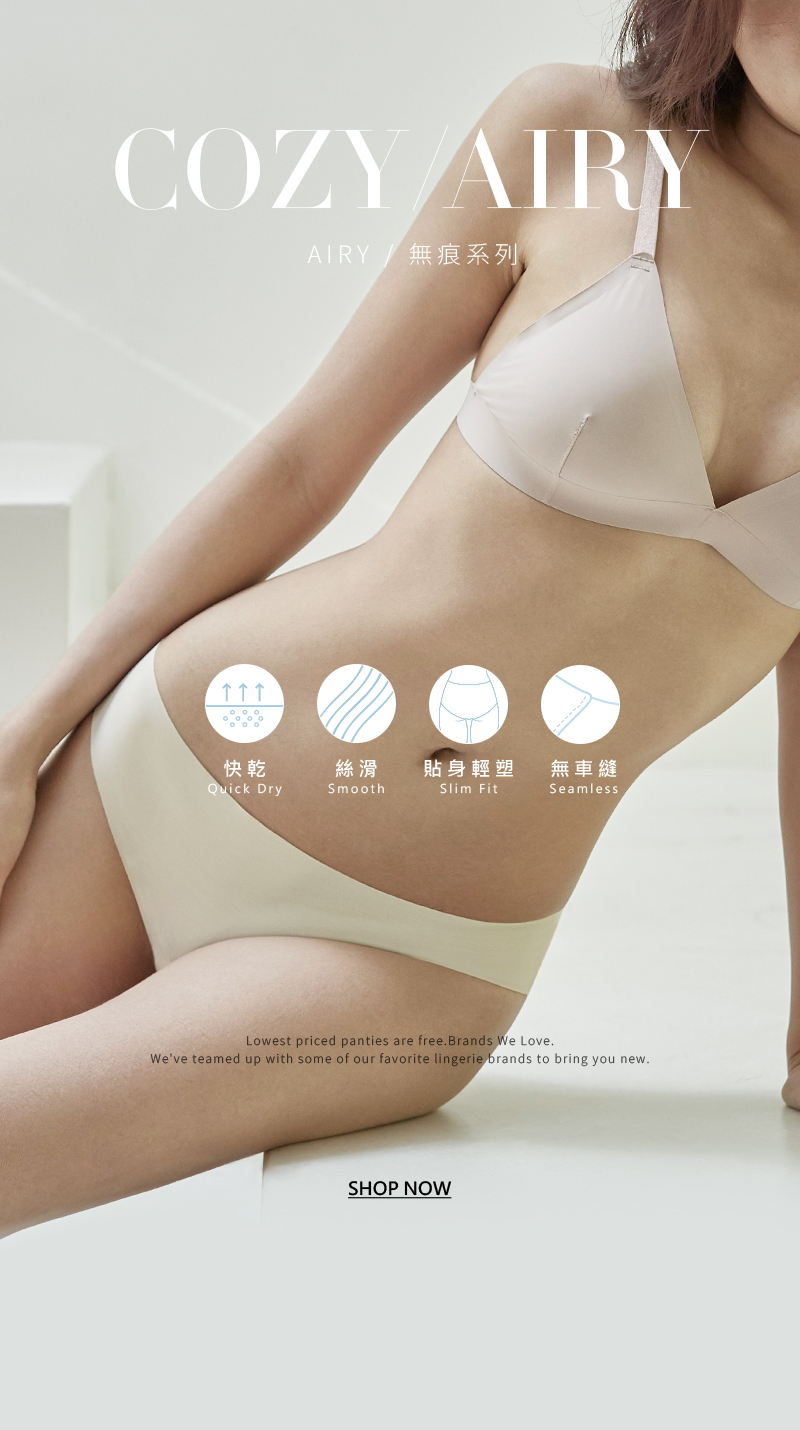 COZY/AIRY
AIRY / 無痕系列
快乾
Quick Dry
絲滑
Smooth
貼身輕塑
Slim Fit
無車縫
Seamless
Lowest priced panties are free.Brands We Love.
We've teamed up with some of our favorite lingerie brands to bring you new.
SHOP NOW